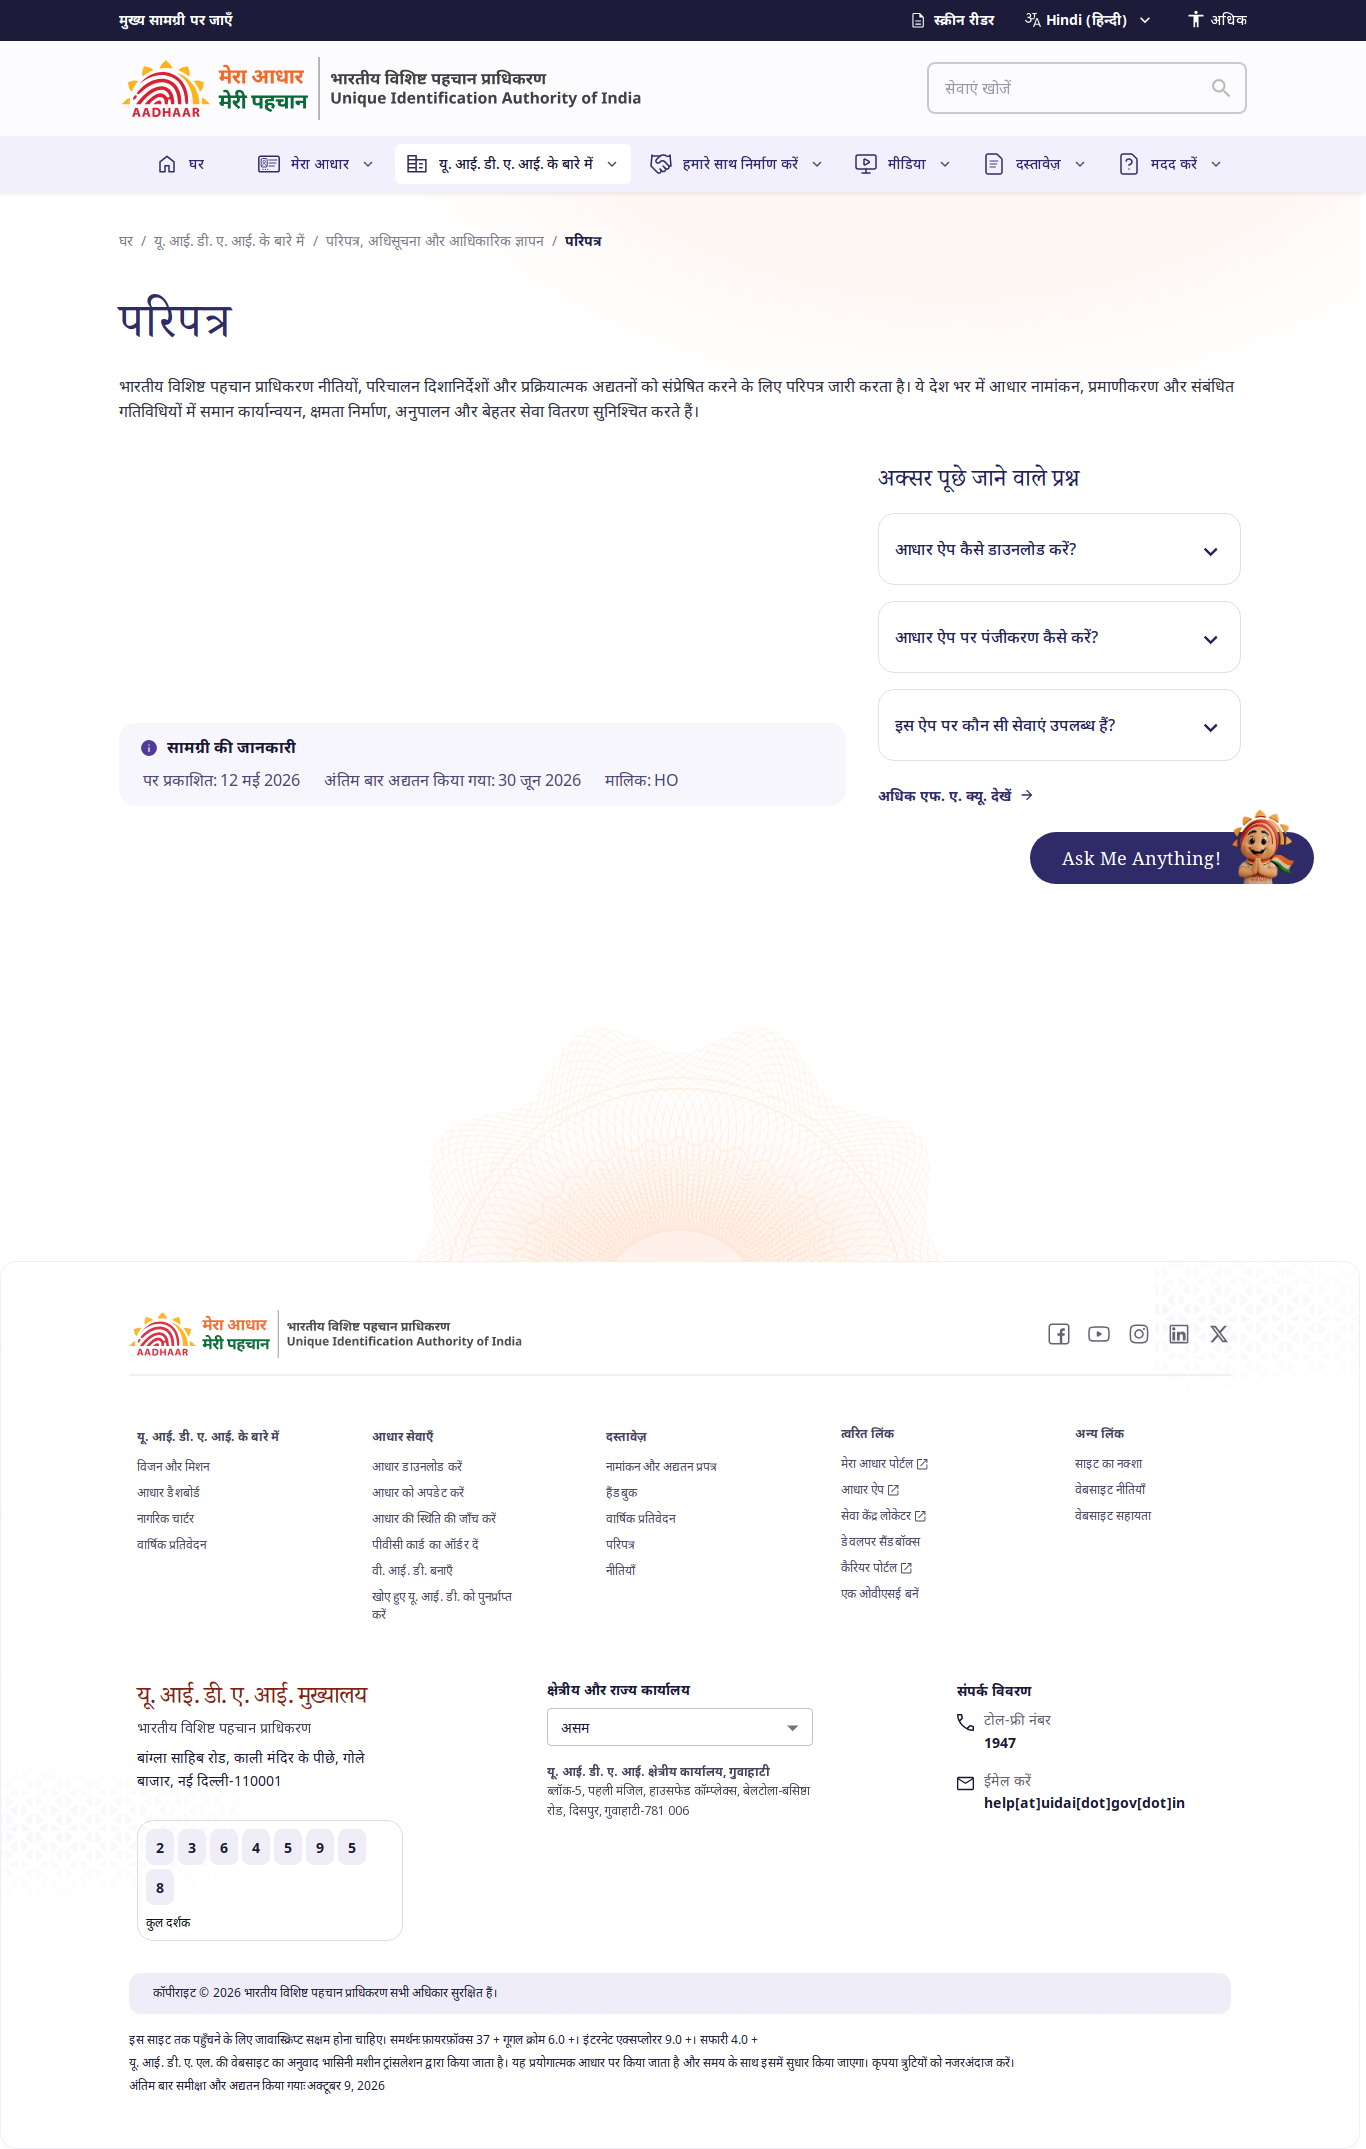 मुख्य सामग्री पर जाएँ
स्क्रीन रीडर
Hindi (हिन्दी)
अधिक
मेरा आधार
मेरी पहचान
AADHAAR
भारतीय विशिष्ट पहचान प्राधिकरण
Unique Identification Authority of India
सेवाएं खोजें
घर
मेरा आधार
यू. आई. डी. ए. आई. के बारे में
हमारे साथ निर्माण करें
मीडिया
दस्तावेज़
मदद करें
घर / यू. आई. डी. ए. आई. के बारे में / परिपत्र, अधिसूचना और आधिकारिक ज्ञापन / परिपत्र
परिपत्र
भारतीय विशिष्ट पहचान प्राधिकरण नीतियों, परिचालन दिशानिर्देशों और प्रक्रियात्मक अद्यतनों को संप्रेषित करने के लिए परिपत्र जारी करता है। ये देश भर में आधार नामांकन, प्रमाणीकरण और संबंधित
गतिविधियों में समान कार्यान्वयन, क्षमता निर्माण, अनुपालन और बेहतर सेवा वितरण सुनिश्चित करते हैं।
अक्सर पूछे जाने वाले प्रश्न
आधार ऐप कैसे डाउनलोड करें?
आधार ऐप पर पंजीकरण कैसे करें?
इस ऐप पर कौन सी सेवाएं उपलब्ध हैं?
अधिक एफ. ए. क्यू. देखें
सामग्री की जानकारी
पर प्रकाशित: 12 मई 2026
अंतिम बार अद्यतन किया गया: 30 जून 2026
मालिक: HO
Ask Me Anything!
मेरा आधार
मेरी पहचान
AADHAAR
भारतीय विशिष्ट पहचान प्राधिकरण
Unique Identification Authority of India
यू. आई. डी. ए. आई. के बारे में
विजन और मिशन
आधार डैशबोर्ड
नागरिक चार्टर
वार्षिक प्रतिवेदन
आधार सेवाएँ
आधार डाउनलोड करें
आधार को अपडेट करें
आधार की स्थिति की जाँच करें
पीवीसी कार्ड का ऑर्डर दें
वी. आई. डी. बनाएँ
खोए हुए यू. आई. डी. को पुनर्प्राप्त
करें
दस्तावेज़
नामांकन और अद्यतन प्रपत्र
हैंडबुक
वार्षिक प्रतिवेदन
परिपत्र
नीतियाँ
त्वरित लिंक
मेरा आधार पोर्टल
आधार ऐप
सेवा केंद्र लोकेटर
डेवलपर सैंडबॉक्स
कैरियर पोर्टल
एक ओवीएसई बनें
अन्य लिंक
साइट का नक्शा
वेबसाइट नीतियाँ
वेबसाइट सहायता
यू. आई. डी. ए. आई. मुख्यालय
भारतीय विशिष्ट पहचान प्राधिकरण
बांग्ला साहिब रोड, काली मंदिर के पीछे, गोले
बाजार, नई दिल्ली-110001
2 3 6 4 5 9 5
8
कुल दर्शक
क्षेत्रीय और राज्य कार्यालय
असम
यू. आई. डी. ए. आई. क्षेत्रीय कार्यालय, गुवाहाटी
ब्लॉक-5, पहली मंजिल, हाउसफेड कॉम्प्लेक्स, बेलटोला-बसिष्ठा
रोड, दिसपुर, गुवाहाटी-781 006
संपर्क विवरण
टोल-फ्री नंबर
1947
ईमेल करें
help[at]uidai[dot]gov[dot]in
कॉपीराइट © 2026 भारतीय विशिष्ट पहचान प्राधिकरण सभी अधिकार सुरक्षित हैं।
इस साइट तक पहुँचने के लिए जावास्क्रिप्ट सक्षम होना चाहिए। समर्थनः फ़ायरफ़ॉक्स 37 + गूगल क्रोम 6.0 +। इंटरनेट एक्सप्लोरर 9.0 +। सफारी 4.0 +
यू. आई. डी. ए. एल. की वेबसाइट का अनुवाद भासिनी मशीन ट्रांसलेशन द्वारा किया जाता है। यह प्रयोगात्मक आधार पर किया जाता है और समय के साथ इसमें सुधार किया जाएगा। कृपया त्रुटियों को नजरअंदाज करें।
अंतिम बार समीक्षा और अद्यतन किया गयाः अक्टूबर 9, 2026